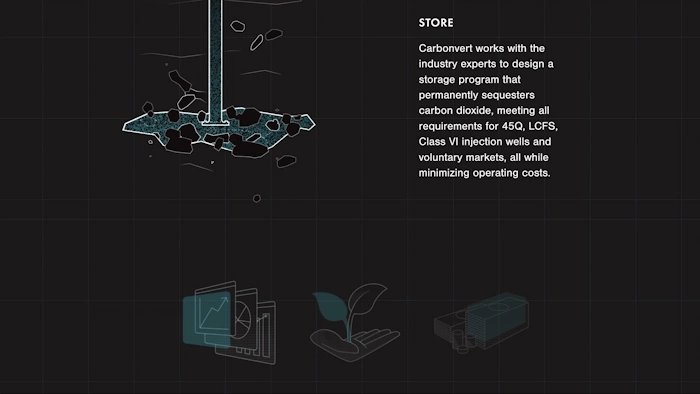 STORE
Carbonvert works with the
industry experts to design a
storage program that
permanently sequesters
carbon dioxide, meeting all
requirements for 45Q, LCFS,
Class VI injection wells and
voluntary markets, all while
minimizing operating costs.